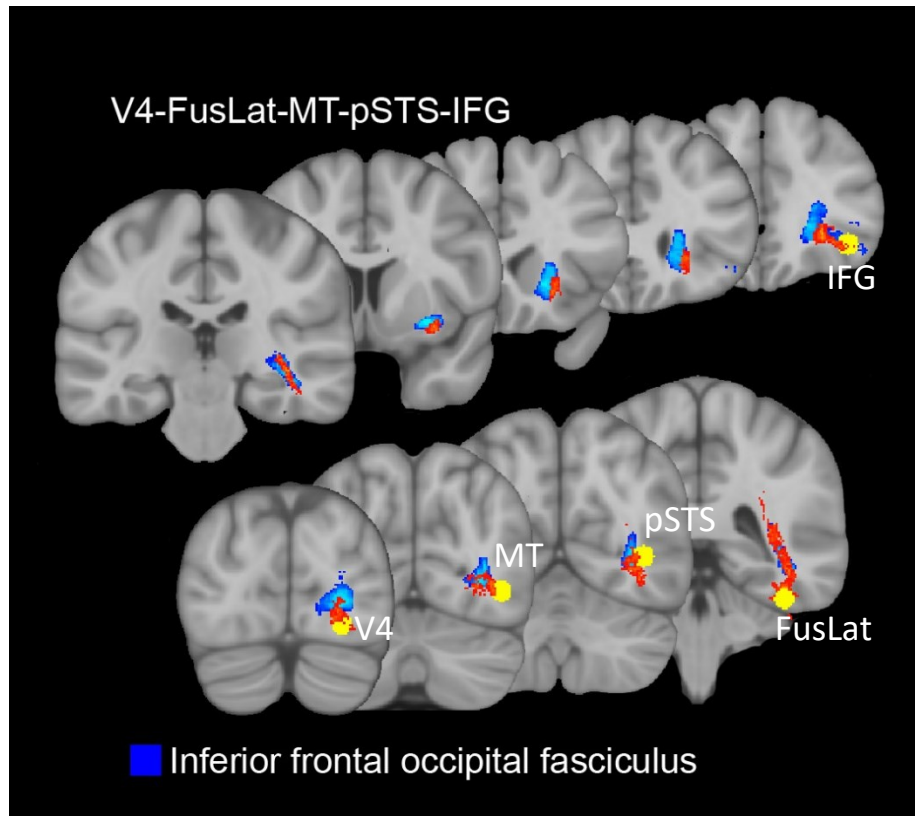 V4-FusLat-MT-pSTS-IFG
IFG
pSTS
MT
V4
FusLat
Inferior frontal occipital fasciculus